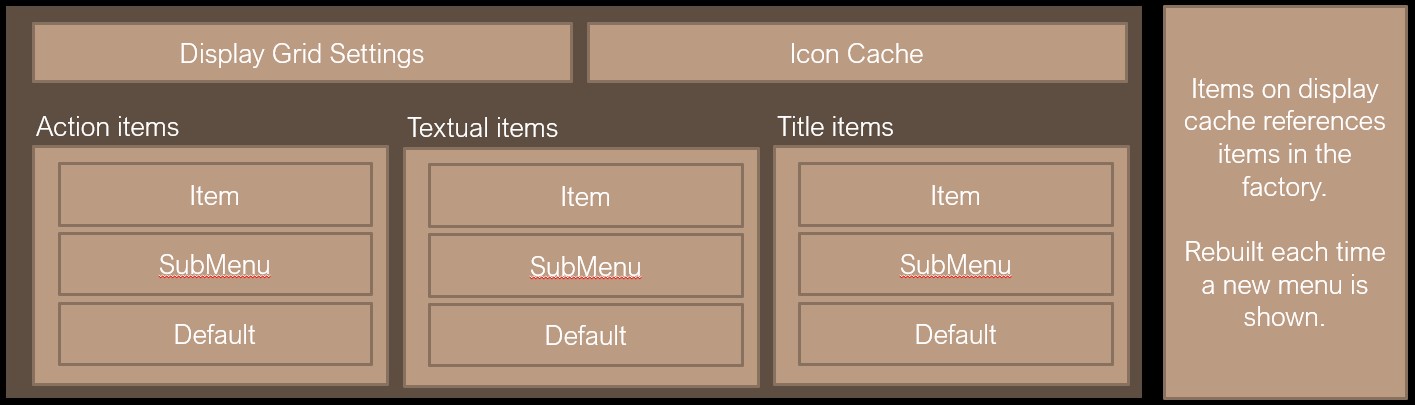 Display Grid Settings
Icon Cache
Action items
Textual items
Title items
Item
SubMenu
Default
Item
SubMenu
Default
Item
SubMenu
Default
Items on display
cache references
items in the
factory.
Rebuilt each time
a new menu is
shown.